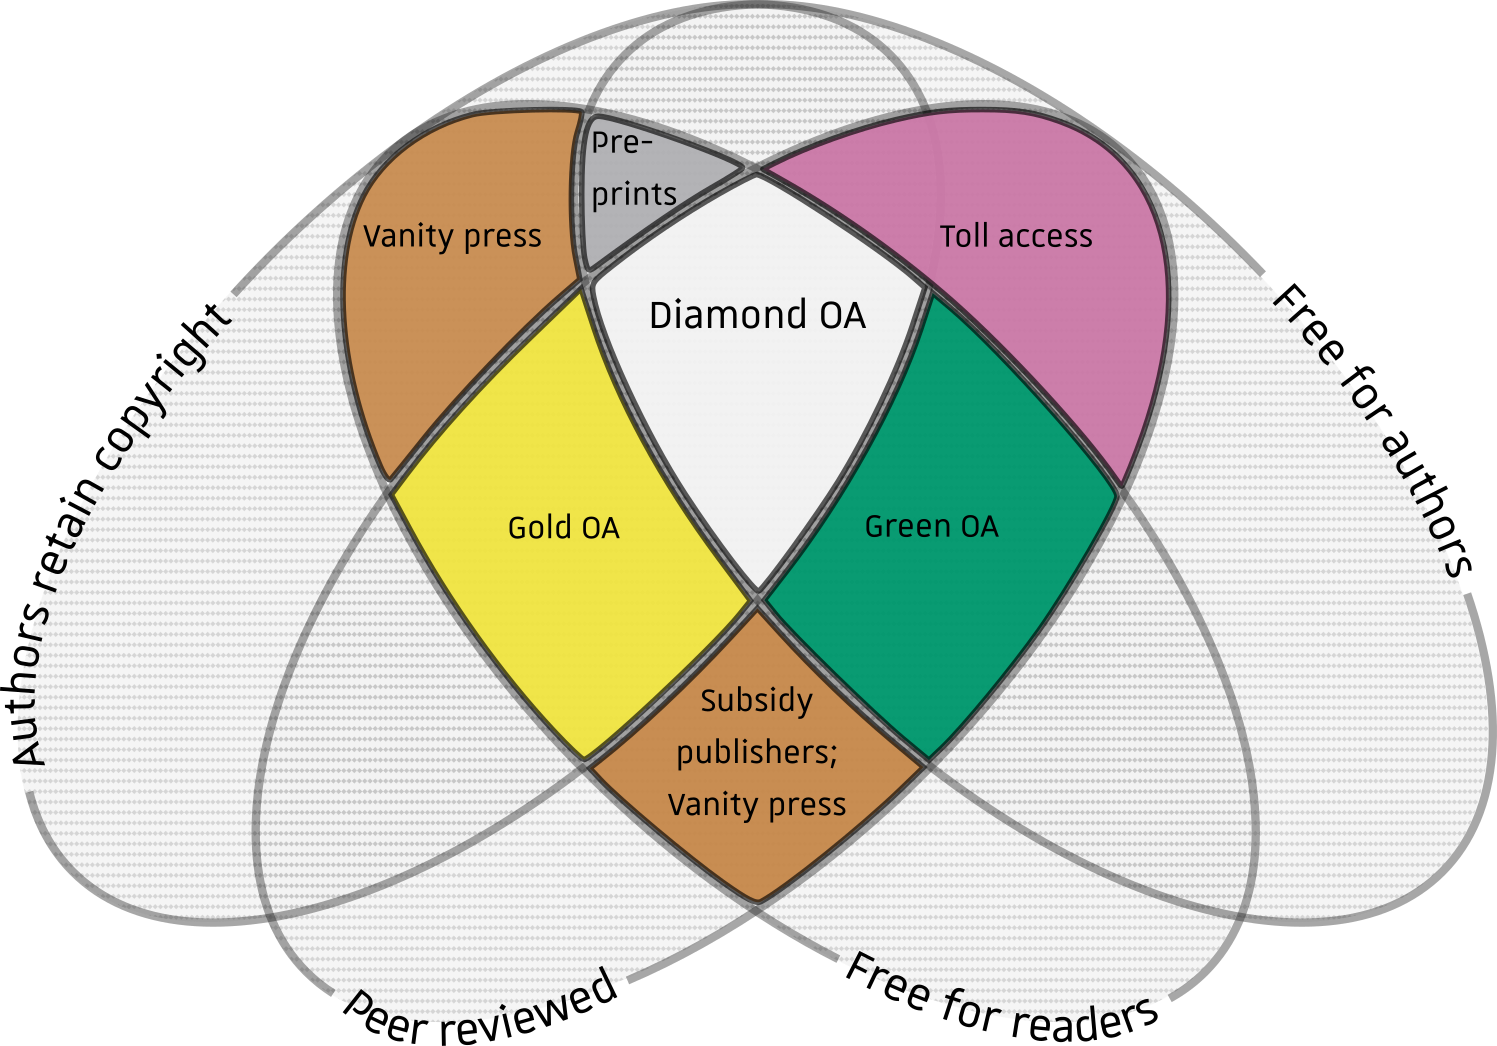 Pre-
prints
Vanity press
Toll access
Diamond OA
Gold OA
Green OA
Subsidy
publishers;
Vanity press
Authors retain copyright
Free for authors
Peer reviewed
Free for readers